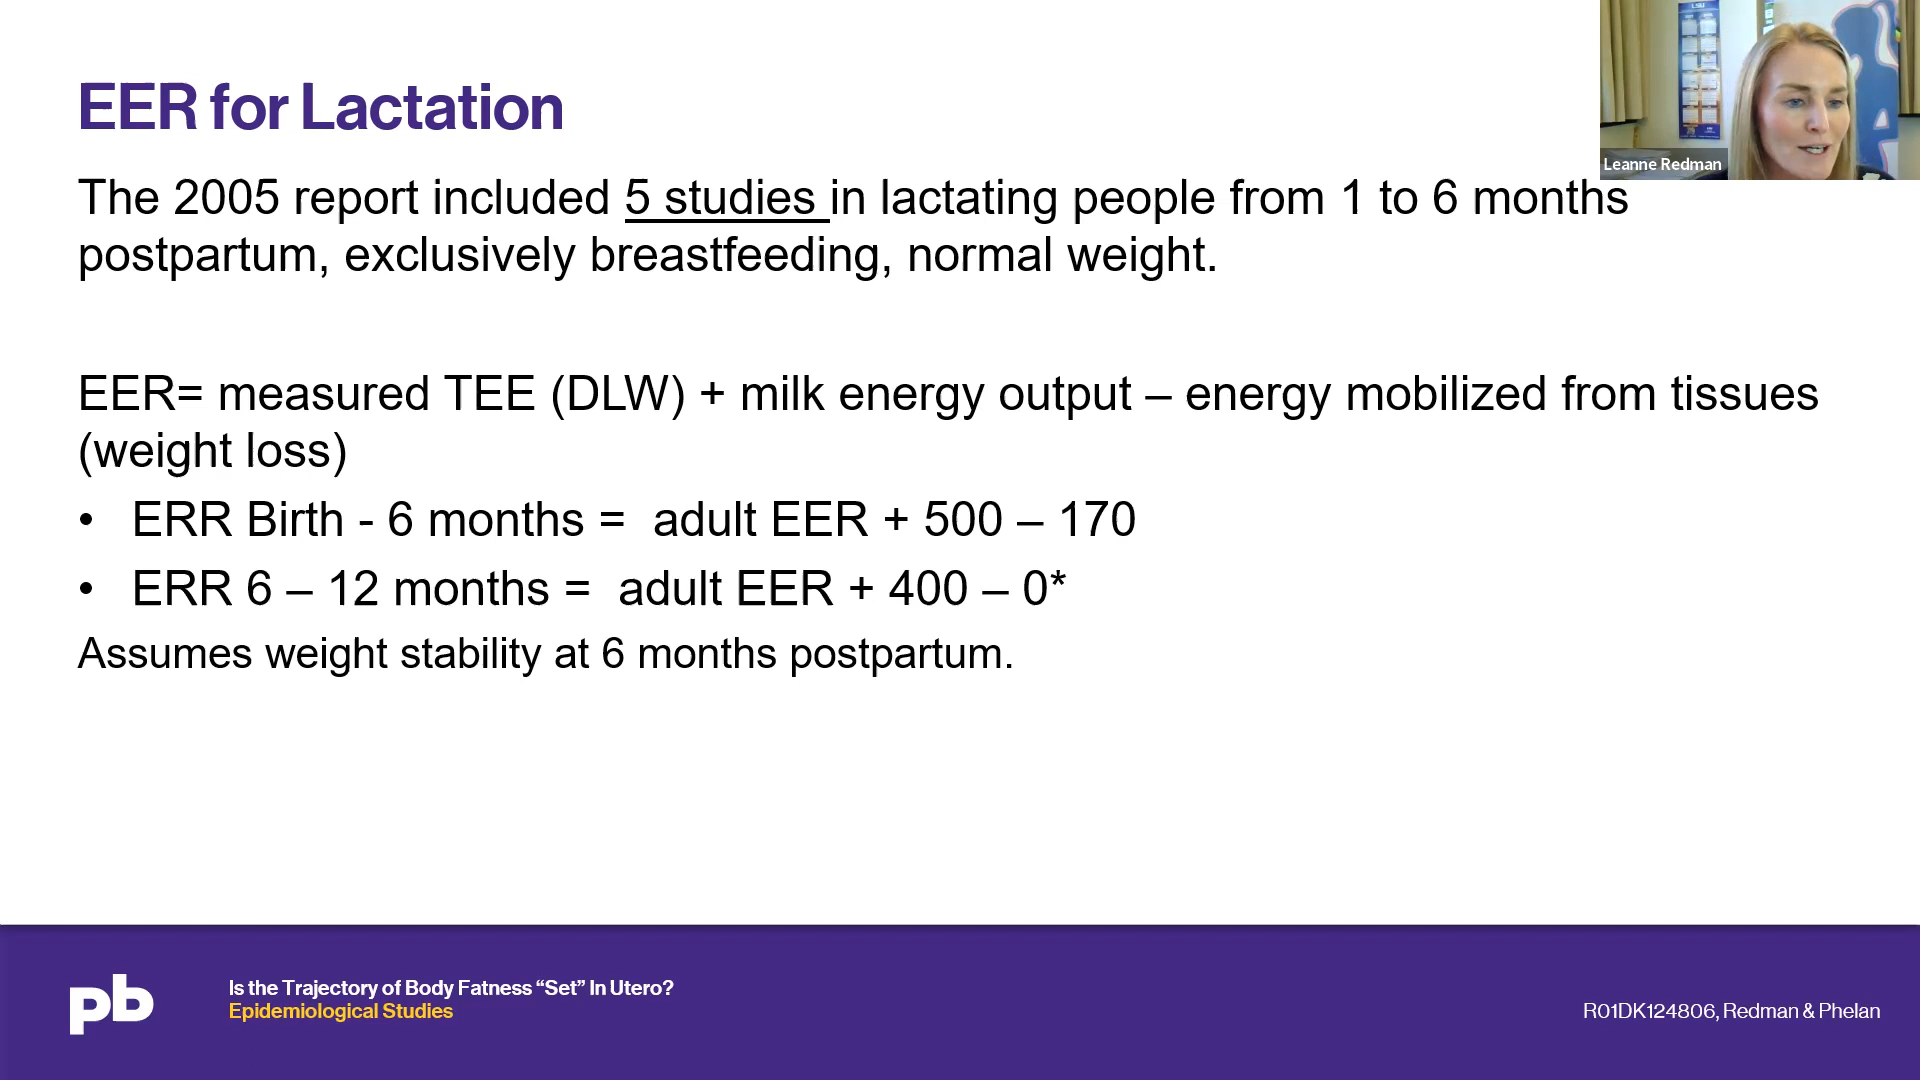 EER for Lactation
Leanne Redman
The 2005 report included 5 studies in lactating people from 1 to 6 months
postpartum, exclusively breastfeeding, normal weight.
EER= measured TEE (DLW) + milk energy output – energy mobilized from tissues
(weight loss)
• ERR Birth - 6 months = adult EER + 500 – 170
• ERR 6 – 12 months = adult EER + 400 – 0*
Assumes weight stability at 6 months postpartum.
pb
Is the Trajectory of Body Fatness “Set” In Utero?
Epidemiological Studies
R01DK124806, Redman & Phelan
LSU